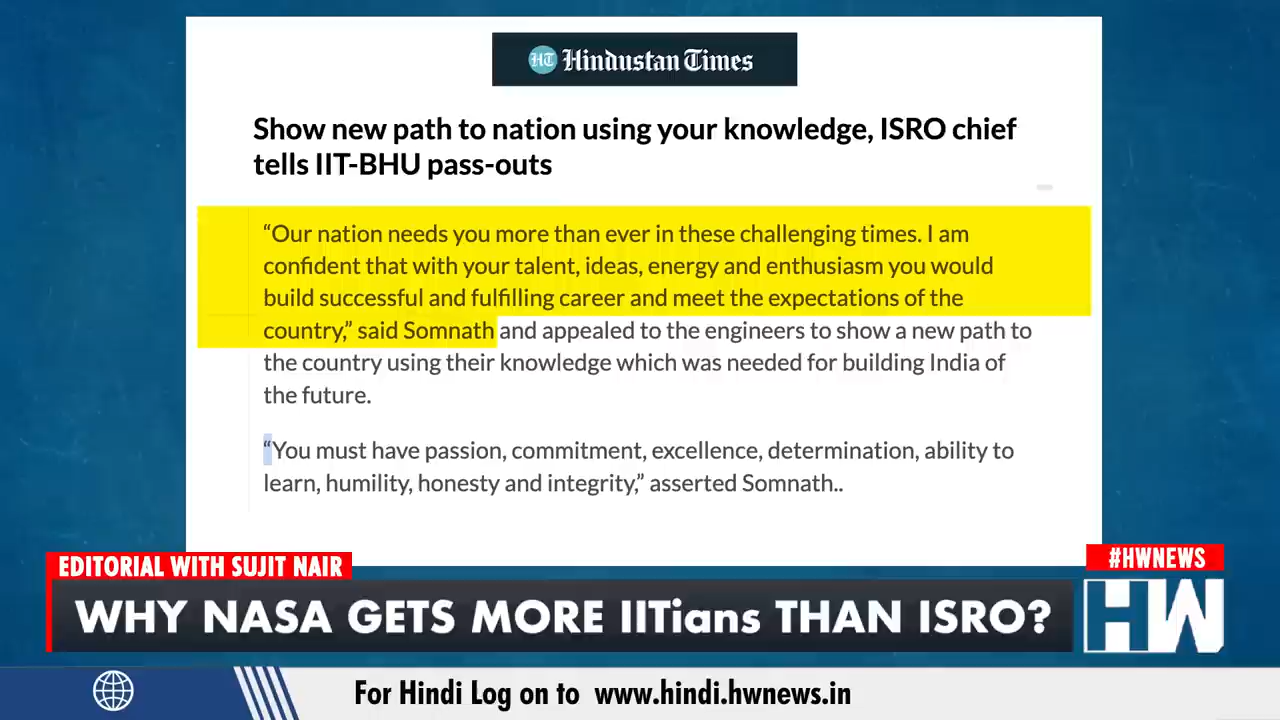 HT Hindustan Times
Show new path to nation using your knowledge, ISRO chief
tells IIT-BHU pass-outs
“Our nation needs you more than ever in these challenging times. I am
confident that with your talent, ideas, energy and enthusiasm you would
build successful and fulfilling career and meet the expectations of the
country,” said Somnath and appealed to the engineers to show a new path to
the country using their knowledge which was needed for building India of
the future.
“You must have passion, commitment, excellence, determination, ability to
learn, humility, honesty and integrity,” asserted Somnath..
EDITORIAL WITH SUJIT NAIR
#HWNEWS
WHY NASA GETS MORE IITians THAN ISRO?
HW
For Hindi Log on to www.hindi.hwnews.in